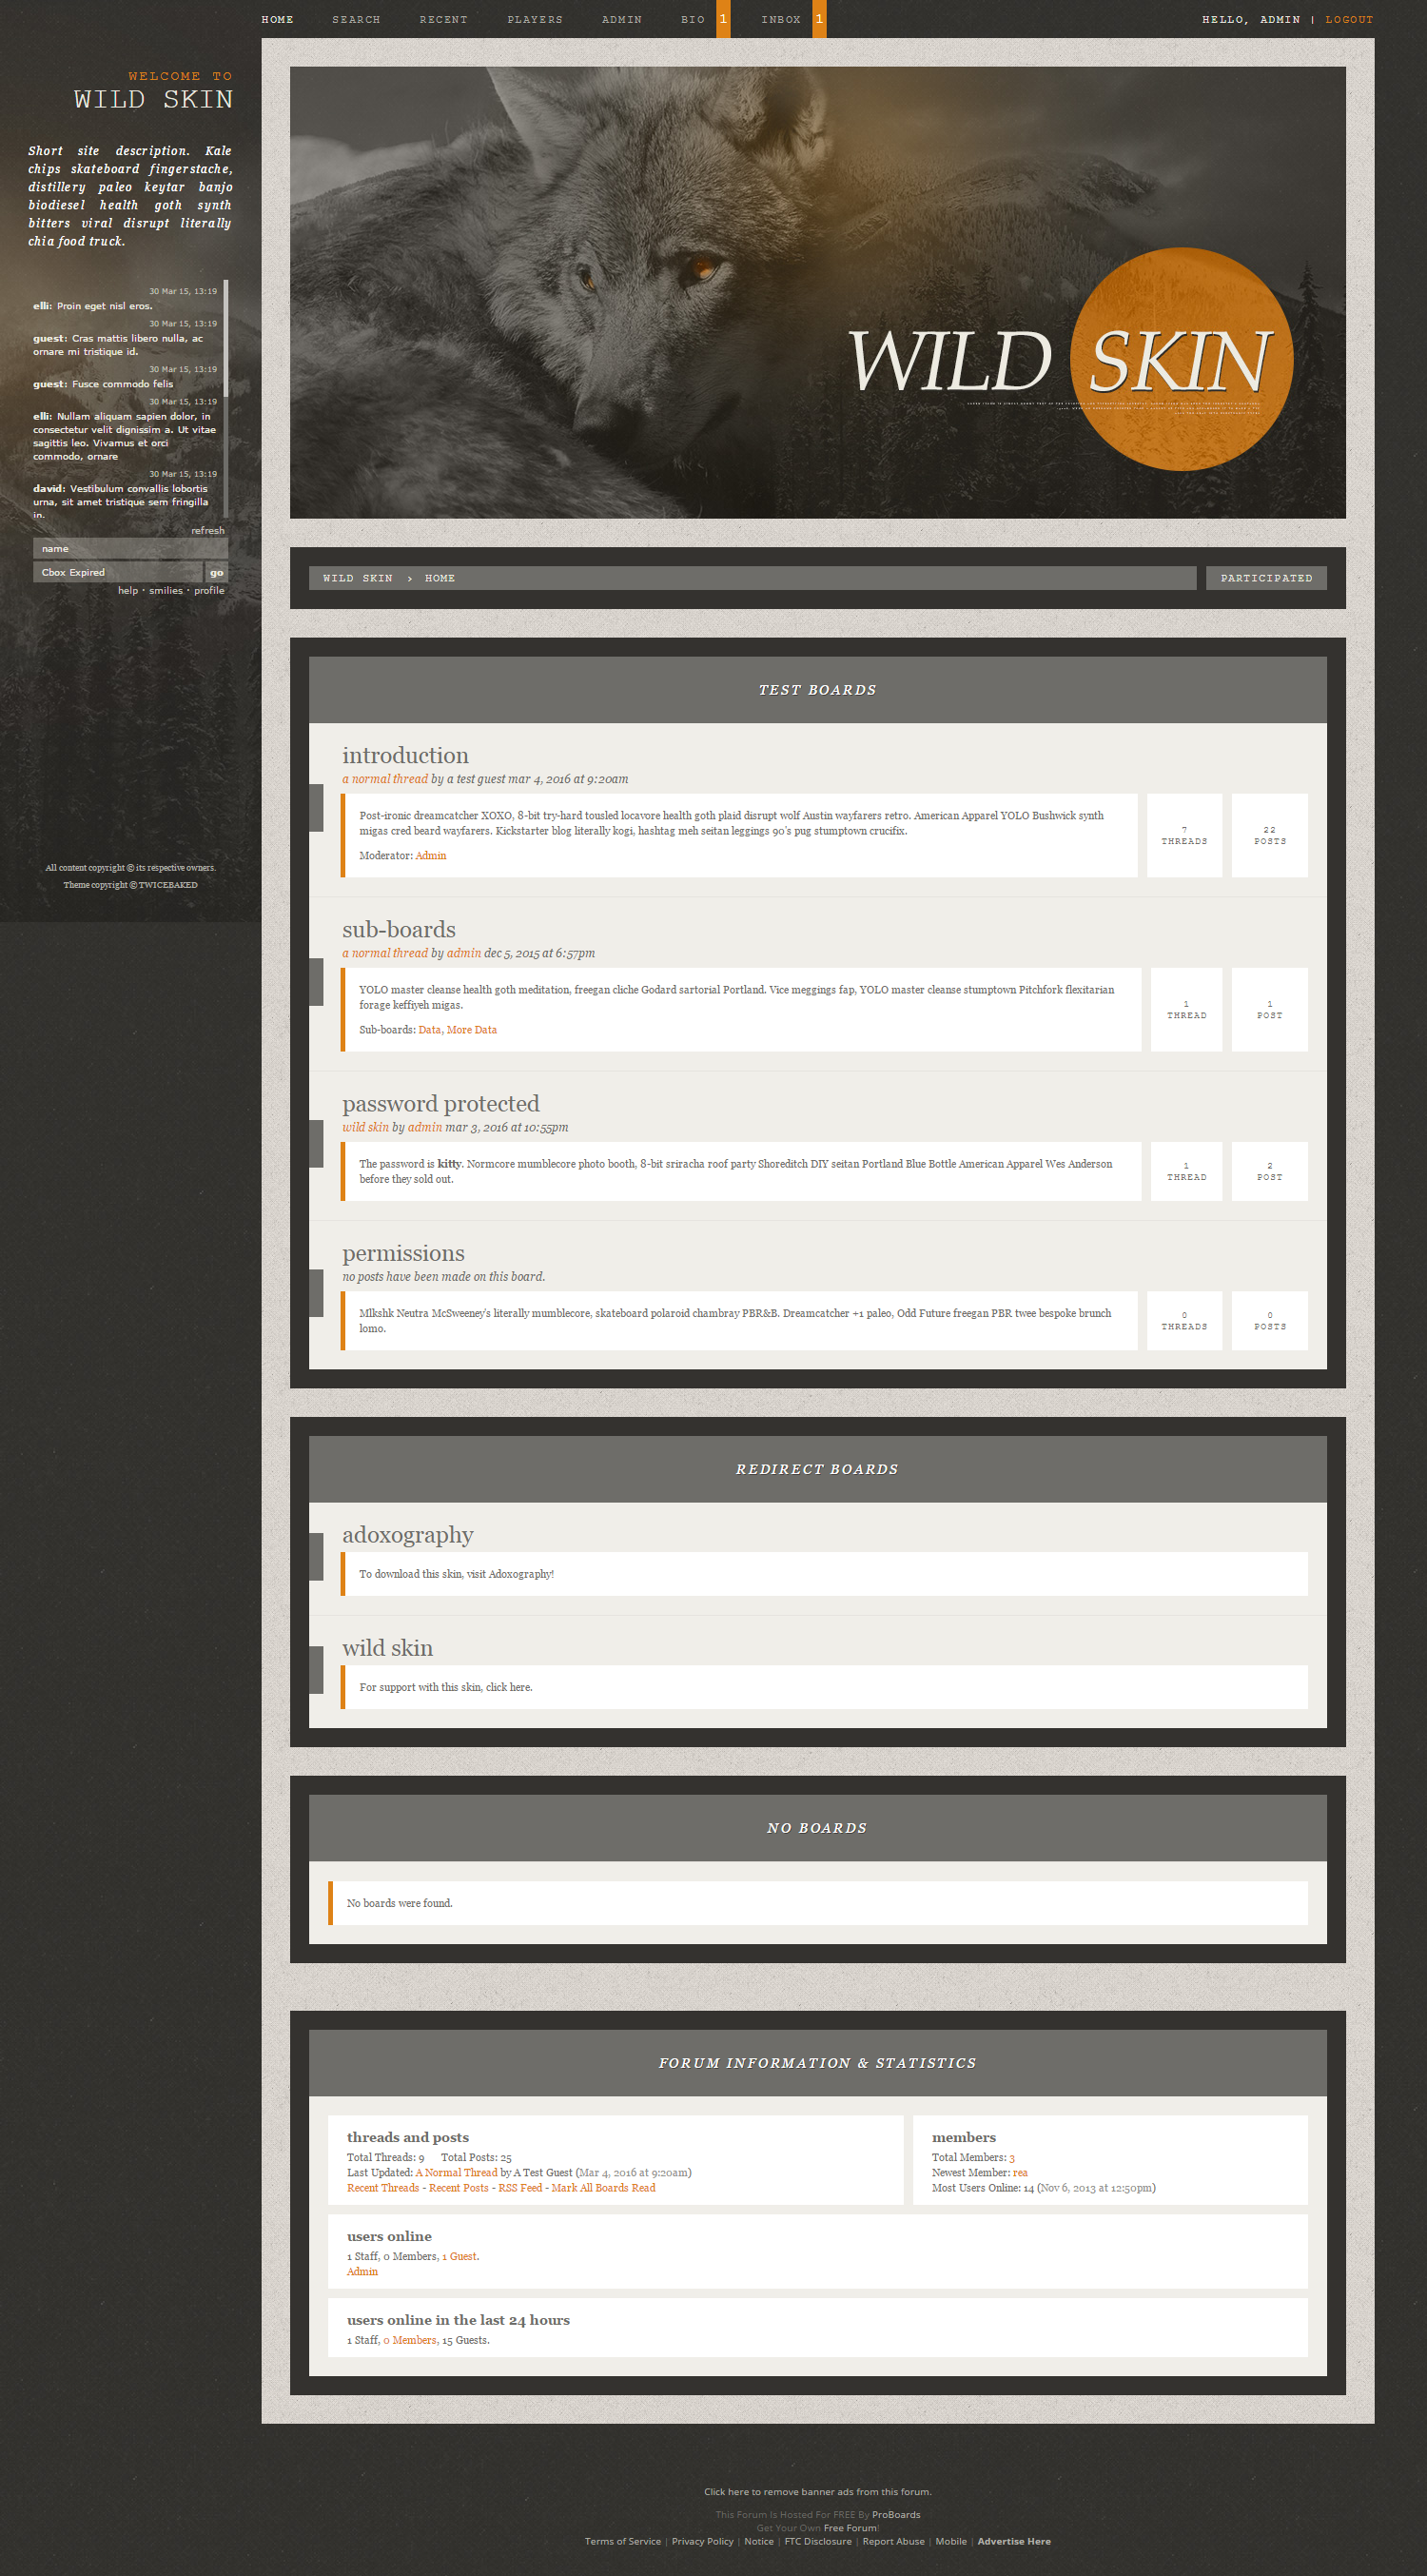 HOME SEARCH RECENT PLAYERS ADMIN BIO 1 INBOX 1 HELLO, ADMIN | LOGOUT
WELCOME TO
WILD SKIN
Short site description. Kale
chips skateboard fingerstache,
distillery paleo keytar banjo
biodiesel health goth synth
bitters viral disrupt literally
chia food truck.
30 Mar 15, 13:19
elli: Proin eget nisl eros.
30 Mar 15, 13:19
guest: Cras mattis libero nulla, ac
ornare mi tristique id.
30 Mar 15, 13:19
guest: Fusce commodo felis
30 Mar 15, 13:19
elli: Nullam aliquam sapien dolor, in
consectetur velit dignissim a. Ut vitae
sagittis leo. Vivamus et orci
commodo, ornare
30 Mar 15, 13:19
david: Vestibulum convallis lobortis
urna, sit amet tristique sem fringilla
in.
refresh
name
Cbox Expired go
help · smilies · profile
All content copyright © its respective owners.
Theme copyright © TWICEBAKED
WILD SKIN
WILD SKIN > HOME PARTICIPATED
TEST BOARDS
introduction
a normal thread by a test guest mar 4, 2016 at 9:20am
Post-ironic dreamcatcher XOXO, 8-bit try-hard tousled locavore health goth plaid disrupt wolf Austin wayfarers retro. American Apparel YOLO Bushwick synth
migas cred beard wayfarers. Kickstarter blog literally kogi, hashtag meh seitan leggings 90's pug stumptown crucifix.
Moderator: Admin
7
THREADS
22
POSTS
sub-boards
a normal thread by admin dec 5, 2015 at 6:57pm
YOLO master cleanse health goth meditation, freegan cliche Godard sartorial Portland. Vice meggings fap, YOLO master cleanse stumptown Pitchfork flexitarian
forage keffiyeh migas.
Sub-boards: Data, More Data
1
THREAD
1
POST
password protected
wild skin by admin mar 3, 2016 at 10:55pm
The password is kitty. Normcore mumblecore photo booth, 8-bit sriracha roof party Shoreditch DIY seitan Portland Blue Bottle American Apparel Wes Anderson
before they sold out.
1
THREAD
2
POST
permissions
no posts have been made on this board.
Mlkshk Neutra McSweeney's literally mumblecore, skateboard polaroid chambray PBR&B. Dreamcatcher +1 paleo, Odd Future freegan PBR twee bespoke brunch
lomo.
0
THREADS
0
POSTS
REDIRECT BOARDS
adoxography
To download this skin, visit Adoxography!
wild skin
For support with this skin, click here.
NO BOARDS
No boards were found.
FORUM INFORMATION & STATISTICS
threads and posts
Total Threads: 9 Total Posts: 25
Last Updated: A Normal Thread by A Test Guest (Mar 4, 2016 at 9:20am)
Recent Threads - Recent Posts - RSS Feed - Mark All Boards Read
members
Total Members: 3
Newest Member: rea
Most Users Online: 14 (Nov 6, 2013 at 12:50pm)
users online
1 Staff, 0 Members, 1 Guest.
Admin
users online in the last 24 hours
1 Staff, 0 Members, 15 Guests.
Click here to remove banner ads from this forum.
This Forum Is Hosted For FREE By ProBoards
Get Your Own Free Forum!
Terms of Service | Privacy Policy | Notice | FTC Disclosure | Report Abuse | Mobile | Advertise Here